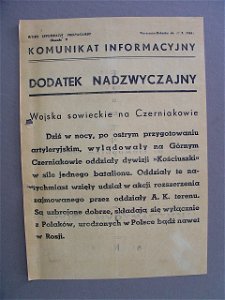 KOMUNIKAT INFORMACYJNY
DODATEK NADZWYCZAJNY
Wojska sowieckie na Czerniakowie
Dziś w nocy, po ostrym przygotowaniu
artyleryjskim, wylądowały na Górnym
Czerniakowie oddziały dywizji „Kościuszki"
w sile jednego batalionu. Oddziały te na-
tychmiast wzięły udział w akcji rozszerzenia
zajmowanego przez oddziały A. K. terenu.
Są uzbrojone dobrze, składają się wyłącznie
z Polaków, urodzonych w Polsce bądź nawet
w Rosji.